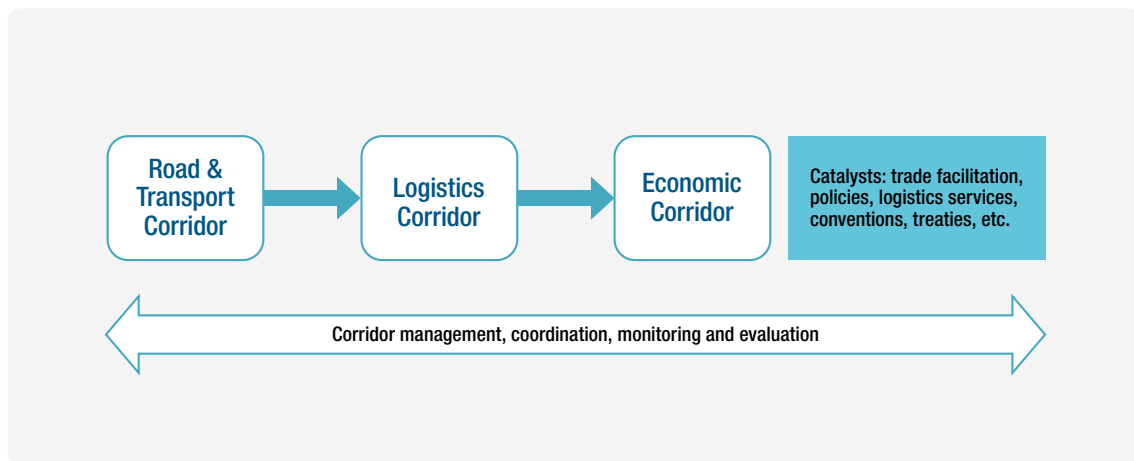 Road &
Transport
Corridor
Logistics
Corridor
Economic
Corridor
Catalysts: trade facilitation,
policies, logistics services,
conventions, treaties, etc.
Corridor management, coordination, monitoring and evaluation